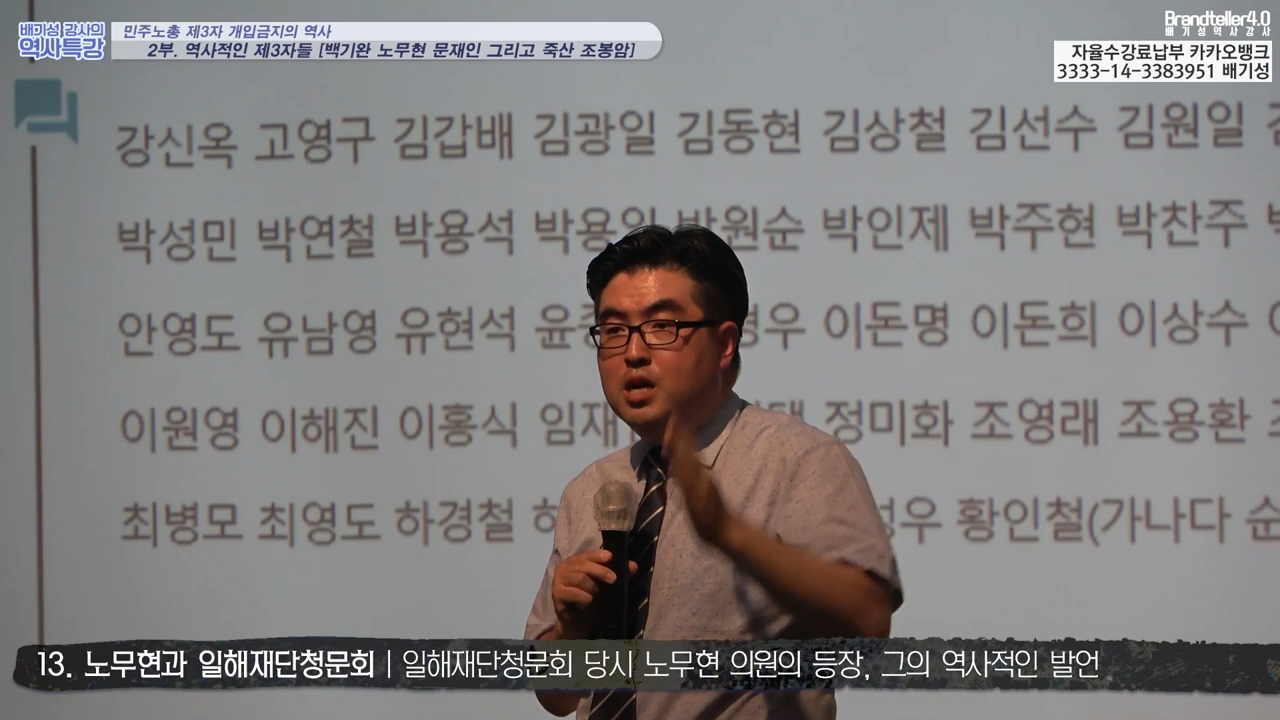 배기성 강사의
역사특강
민주노총 제3자 개입금지의 역사
2부. 역사적인 제3자들 [백기완 노무현 문재인 그리고 죽산 조봉암]
Brandteller4.0
배기성역사강사
자율수강료납부 카카오뱅크
3333-14-3383951 배기성
강신옥 고영구 김갑배 김광일 김동현 김상철 김선수 김원일
박성민 박연철 박용석 박용일 박원순 박인제 박주현 박찬주
안영도 유남영 유현석 이돈명 이돈희 이상수
이원영 이해진 이홍식 정미화 조영래 조용환
최병모 최영도 하경철 황인철(가나다 순
13. 노무현과 일해재단청문회 | 일해재단청문회 당시 노무현 의원의 등장, 그의 역사적인 발언